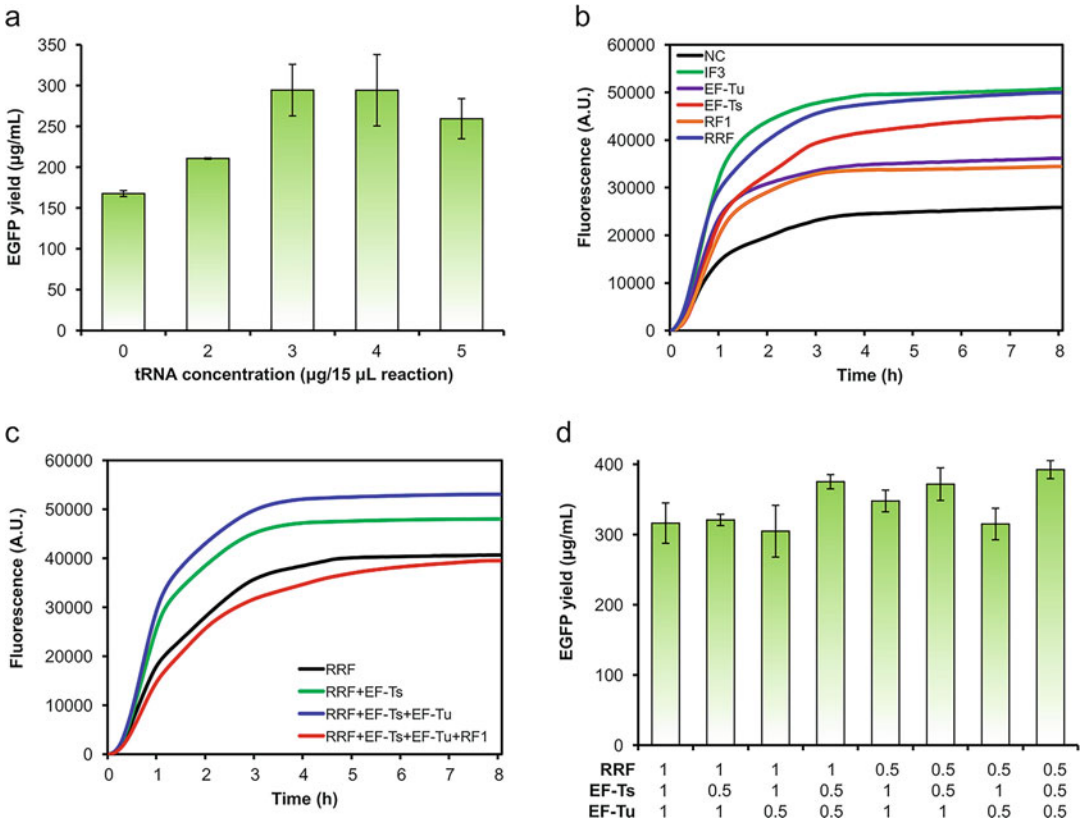 a
EGFP yield (µg/mL)
350
300
250
200
150
100
50
0
0 2 3 4 5
tRNA concentration (µg/15 µL reaction)
b
Fluorescence (A.U.)
60000
50000
40000
30000
20000
10000
0
NC
IF3
EF-Tu
EF-Ts
RF1
RRF
0 1 2 3 4 5 6 7 8
Time (h)
c
Fluorescence (A.U.)
60000
50000
40000
30000
20000
10000
0
RRF
RRF+EF-Ts
RRF+EF-Ts+EF-Tu
RRF+EF-Ts+EF-Tu+RF1
0 1 2 3 4 5 6 7 8
Time (h)
d
EGFP yield (µg/mL)
400
300
200
100
0
RRF 1 1 1 1 0.5 0.5 0.5 0.5
EF-Ts 1 0.5 1 0.5 1 0.5 1 0.5
EF-Tu 1 1 0.5 0.5 1 1 0.5 0.5